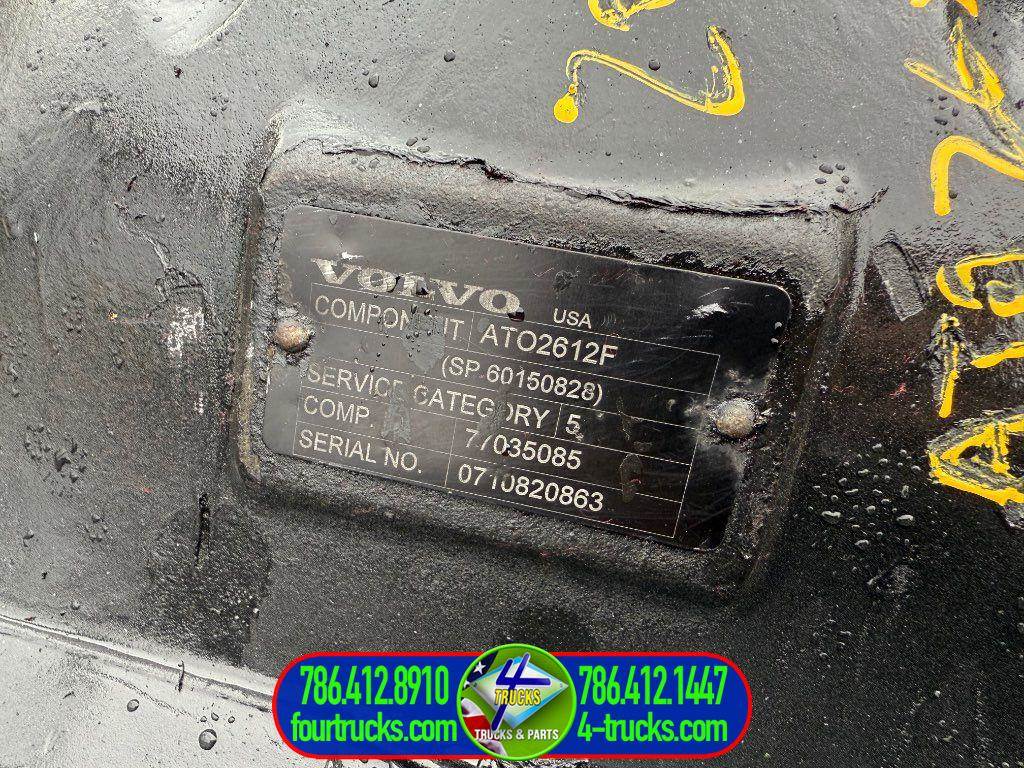 VOLVO
USA
COMPONENT ATO2612F
(SP 60150828)
SERVICE CATEGORY 5
COMP. 77035085
SERIAL NO. 0710820863
786.412.8910
fourtrucks.com
4
TRUCKS
TRUCKS & PARTS
786.412.1447
4-trucks.com